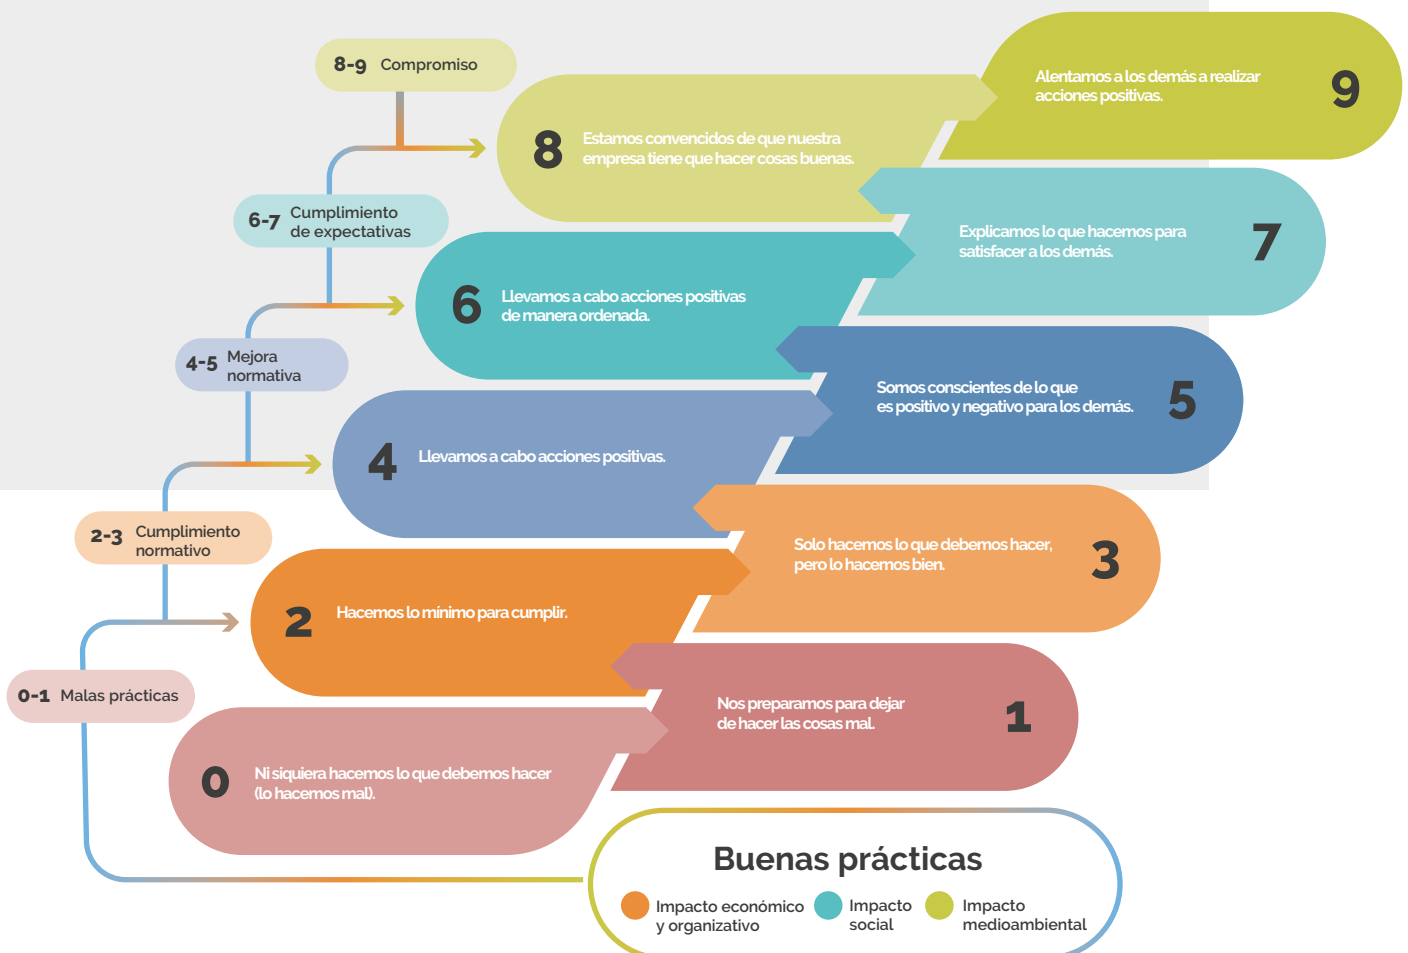 8-9 Compromiso
9
Alentamos a los demás a realizar
acciones positivas.
8
Estamos convencidos de que nuestra
empresa tiene que hacer cosas buenas.
6-7 Cumplimiento
de expectativas
7
Explicamos lo que hacemos para
satisfacer a los demás.
6
Llevamos a cabo acciones positivas
de manera ordenada.
4-5 Mejora
normativa
5
Somos conscientes de lo que
es positivo y negativo para los demás.
4
Llevamos a cabo acciones positivas.
2-3 Cumplimiento
normativo
3
Solo hacemos lo que debemos hacer,
pero lo hacemos bien.
2
Hacemos lo mínimo para cumplir.
0-1 Malas prácticas
1
Nos preparamos para dejar
de hacer las cosas mal.
0
Ni siquiera hacemos lo que debemos hacer
(lo hacemos mal).
Buenas prácticas
Impacto económico
y organizativo
Impacto
social
Impacto
medioambiental